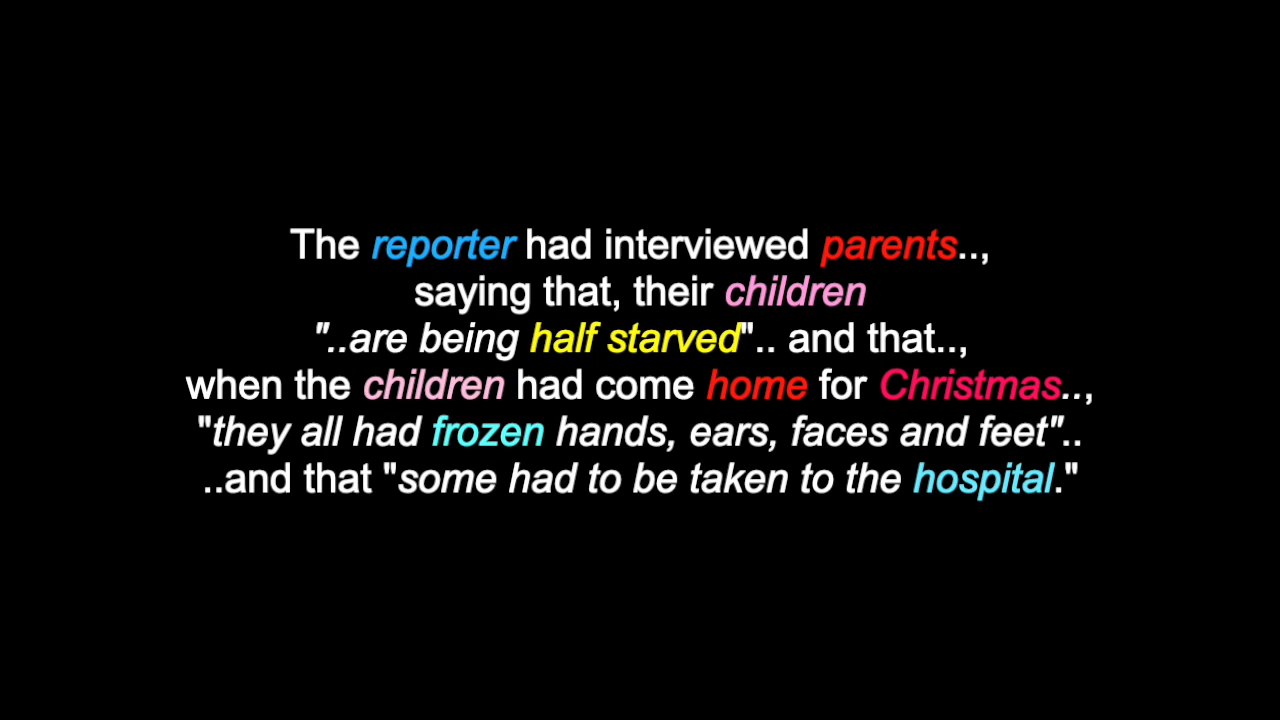 The reporter had interviewed parents..,
saying that, their children
"..are being half starved".. and that..,
when the children had come home for Christmas..,
"they all had frozen hands, ears, faces and feet"..
..and that "some had to be taken to the hospital."